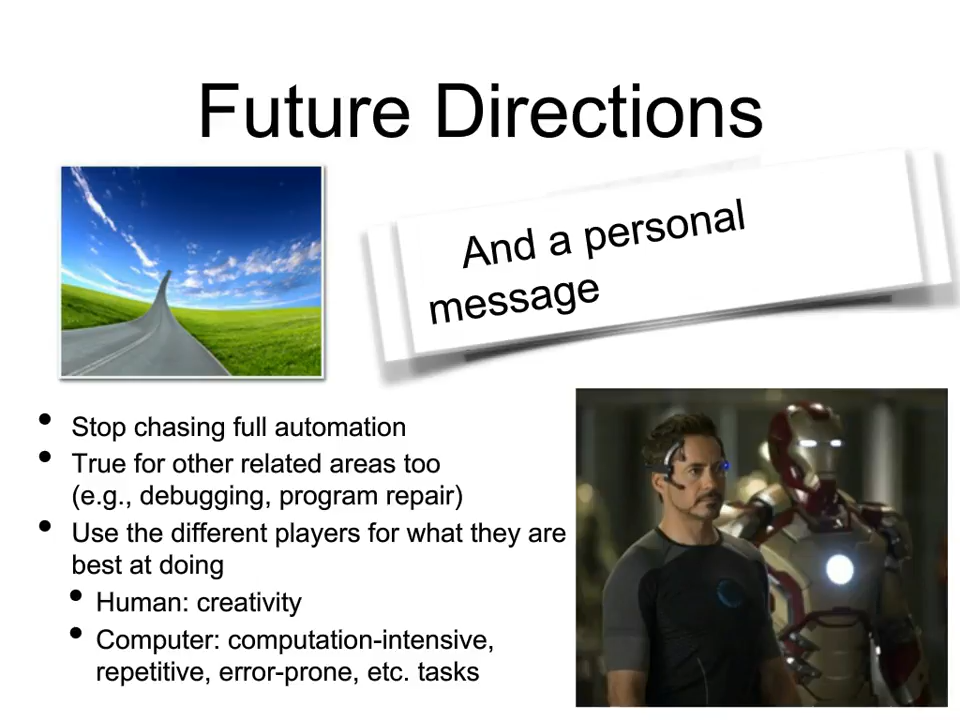 Future Directions
And a personal
message
• Stop chasing full automation
• True for other related areas too
(e.g., debugging, program repair)
• Use the different players for what they are
best at doing
• Human: creativity
• Computer: computation-intensive,
repetitive, error-prone, etc. tasks